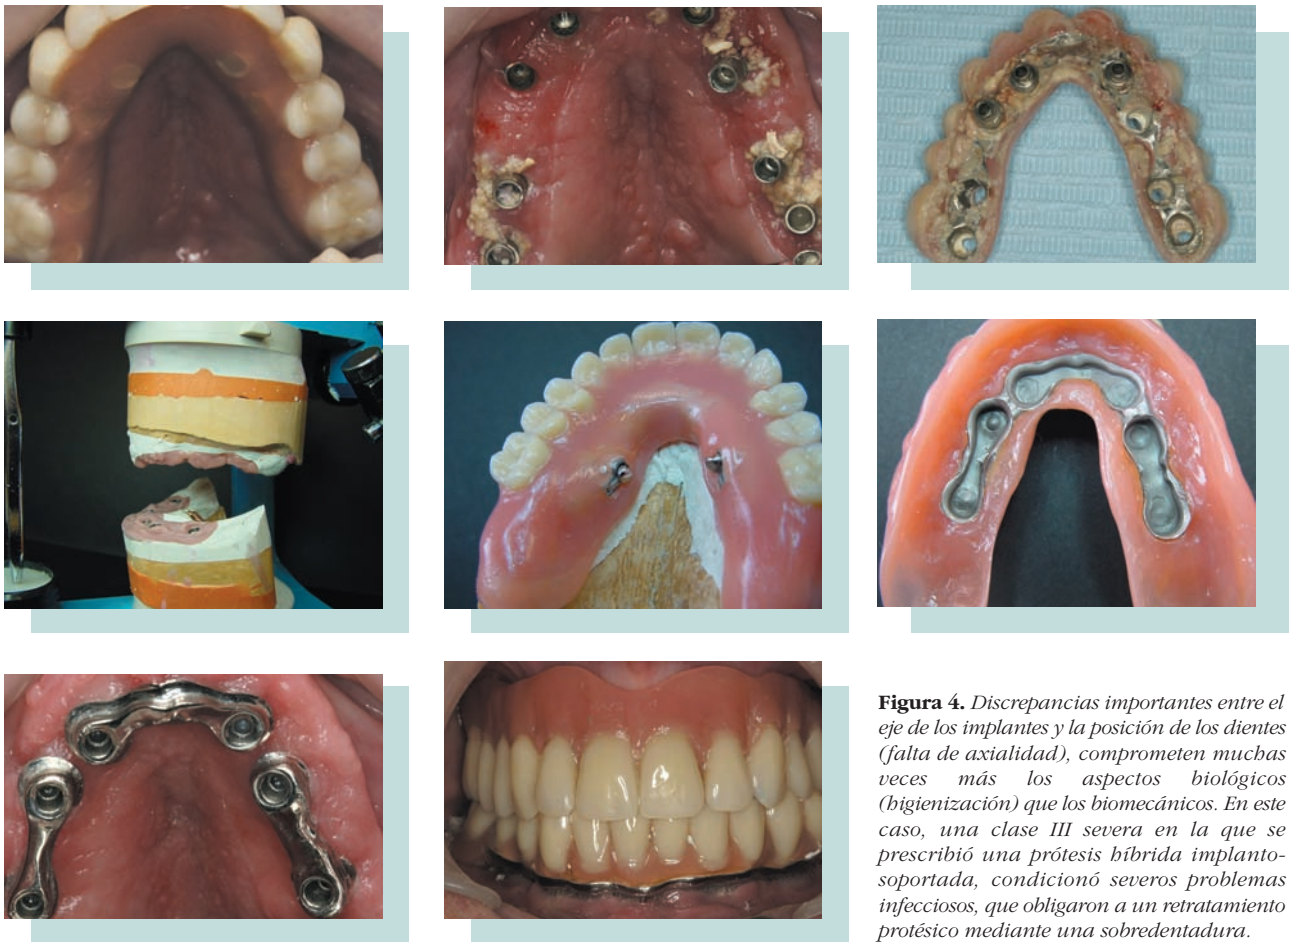 Figura 4. Discrepancias importantes entre el
eje de los implantes y la posición de los dientes
(falta de axialidad), comprometen muchas
veces más los aspectos biológicos
(higienización) que los biomecánicos. En este
caso, una clase III severa en la que se
prescribió una prótesis híbrida implanto-
soportada, condicionó severos problemas
infecciosos, que obligaron a un retratamiento
protésico mediante una sobredentadura.